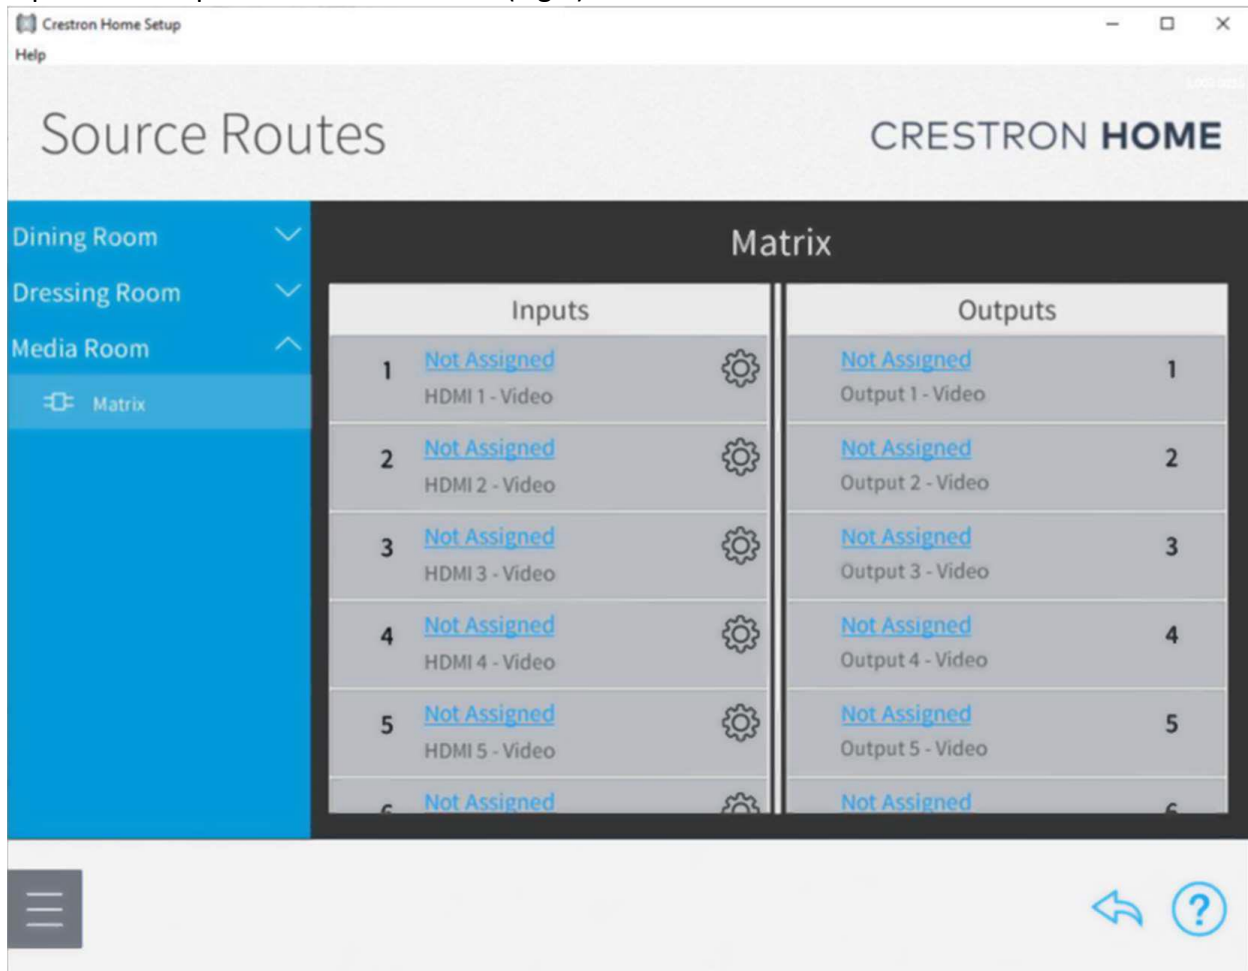 Crestron Home Setup
Help
Source Routes
CRESTRON HOME
Dining Room
Dressing Room
Media Room
Matrix
Matrix
Inputs
Outputs
1 Not Assigned
HDMI 1 - Video
Not Assigned 1
Output 1 - Video
2 Not Assigned
HDMI 2 - Video
Not Assigned 2
Output 2 - Video
3 Not Assigned
HDMI 3 - Video
Not Assigned 3
Output 3 - Video
4 Not Assigned
HDMI 4 - Video
Not Assigned 4
Output 4 - Video
5 Not Assigned
HDMI 5 - Video
Not Assigned 5
Output 5 - Video
6 Not Assigned
Not Assigned 6
?